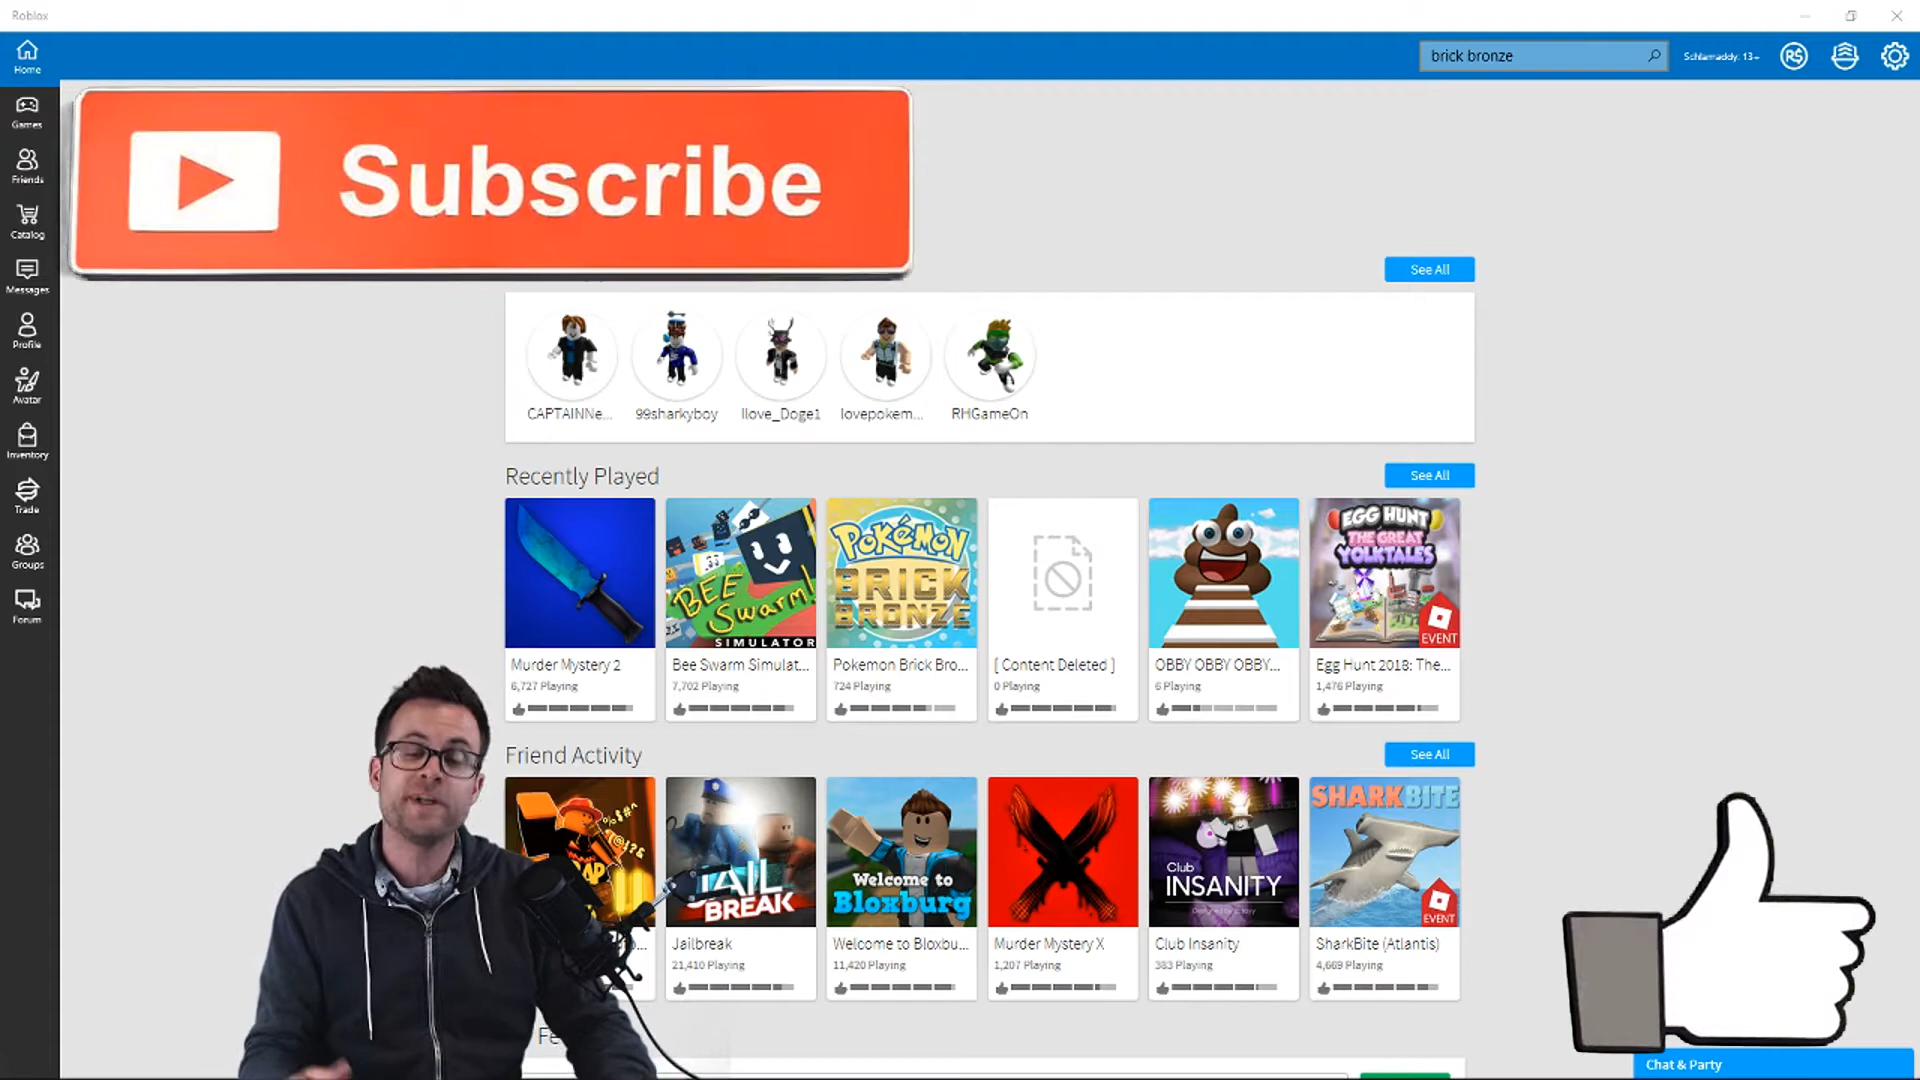 Roblox
Home
brick bronze
Schlamaddy: 13+
R$
Games
Friends
Catalog
Messages
Profile
Avatar
Inventory
Trade
Groups
Forum
Subscribe
See All
CAPTAINNe...
99sharkyboy
Ilove_Doge1
lovepokem...
RHGameOn
Recently Played
See All
BEE
Swarm!
SIMULATOR
Pokémon
BRICK
BRONZE
EGG HUNT
THE GREAT
YOLKTALES
EVENT
Murder Mystery 2
Bee Swarm Simulat...
Pokemon Brick Bro...
[ Content Deleted ]
OBBY OBBY OBBY...
Egg Hunt 2018: The...
6,727 Playing
7,702 Playing
724 Playing
0 Playing
6 Playing
1,476 Playing
Friend Activity
See All
%$#^
@!?&
JAIL
BREAK
Welcome to
Bloxburg
Club
INSANITY
SHARKBITE
EVENT
Jailbreak
Welcome to Bloxbu...
Murder Mystery X
Club Insanity
SharkBite (Atlantis)
21,410 Playing
11,420 Playing
1,207 Playing
383 Playing
4,669 Playing
Chat & Party